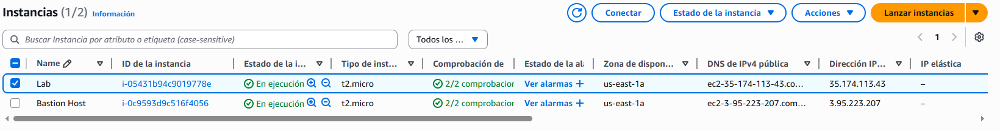 Instancias (1/2) Información Conectar Estado de la instancia Acciones Lanzar instancias
Buscar Instancia por atributo o etiqueta (case-sensitive) Todos los ... 1
Name ID de la instancia Estado de la i... Tipo de inst... Comprobación de Estado de la ala Zona de dispon... DNS de IPv4 pública Dirección IP... IP elástica
Lab i-05431b94c9019778e En ejecución t2.micro 2/2 comprobacion Ver alarmas + us-east-1a ec2-35-174-113-43.co... 35.174.113.43 –
Bastion Host i-0c9593d9c516f4056 En ejecución t2.micro 2/2 comprobacion Ver alarmas + us-east-1a ec2-3-95-223-207.com... 3.95.223.207 –